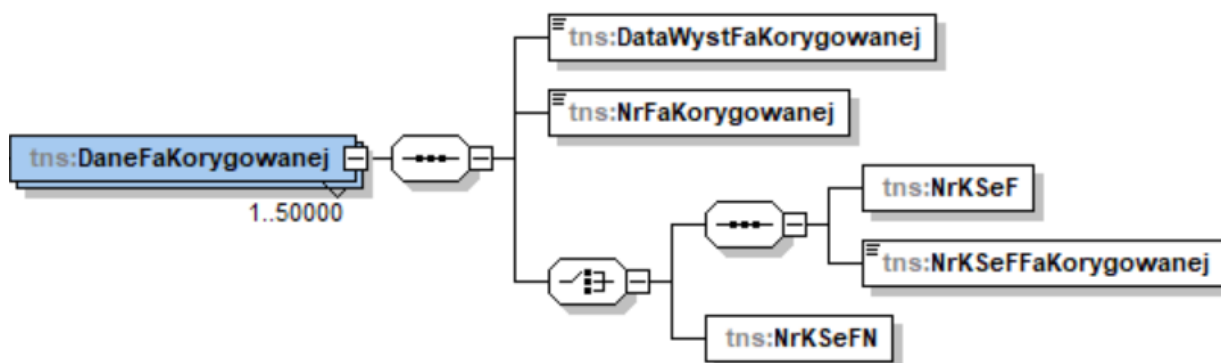 tns:DataWystFaKorygowanej
tns:NrFaKorygowanej
tns:DaneFaKorygowanej
1..50000
tns:NrKSeF
tns:NrKSeFFaKorygowanej
tns:NrKSeFN